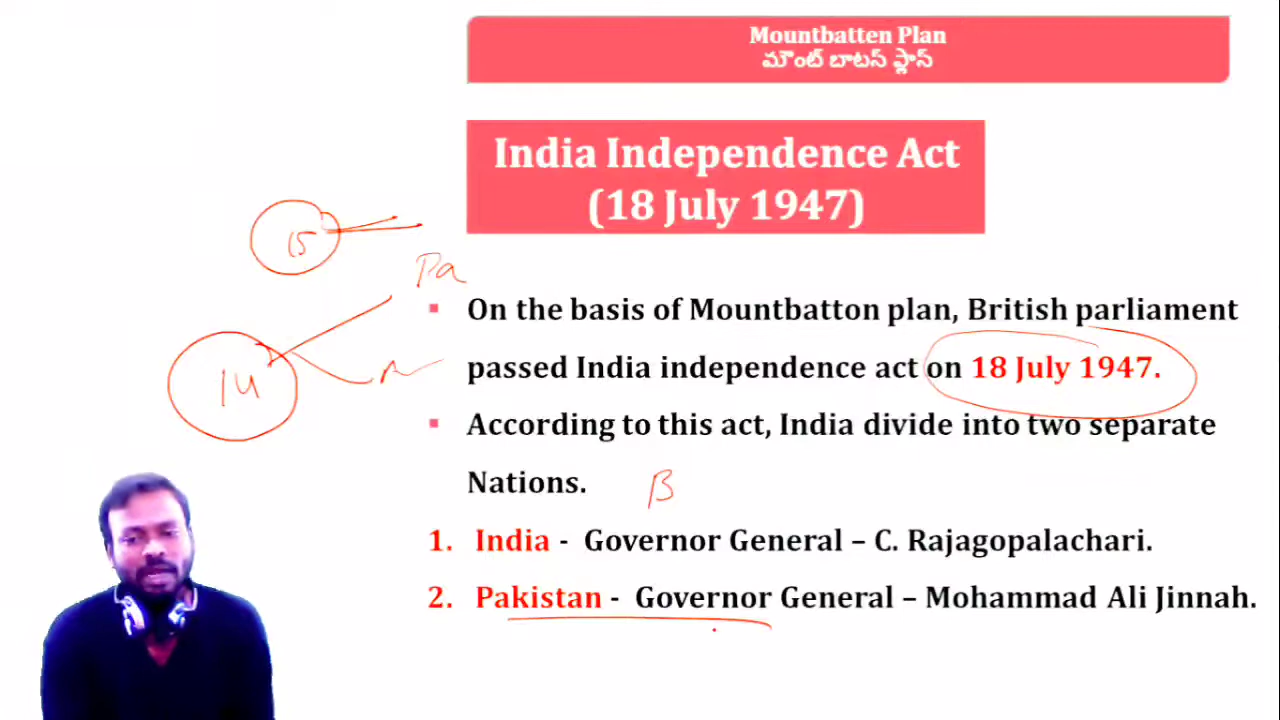 Mountbatten Plan
మౌంట్ బాటన్ ప్లాన్
India Independence Act
(18 July 1947)
15
Pa
▪ On the basis of Mountbatton plan, British parliament
passed India independence act on 18 July 1947.
14
▪ According to this act, India divide into two separate
Nations.
B
1. India - Governor General – C. Rajagopalachari.
2. Pakistan - Governor General – Mohammad Ali Jinnah.